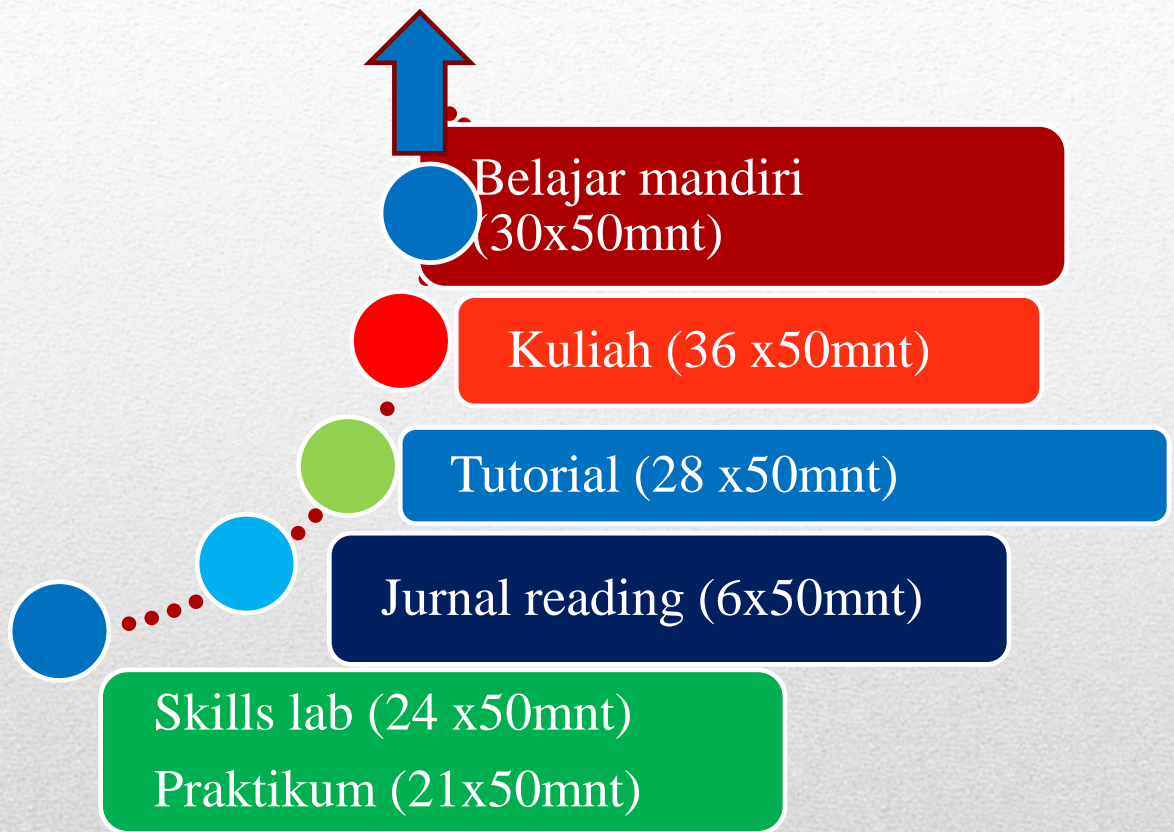 Belajar mandiri
(30x50mnt)
Kuliah (36 x50mnt)
Tutorial (28 x50mnt)
Jurnal reading (6x50mnt)
Skills lab (24 x50mnt)
Praktikum (21x50mnt)